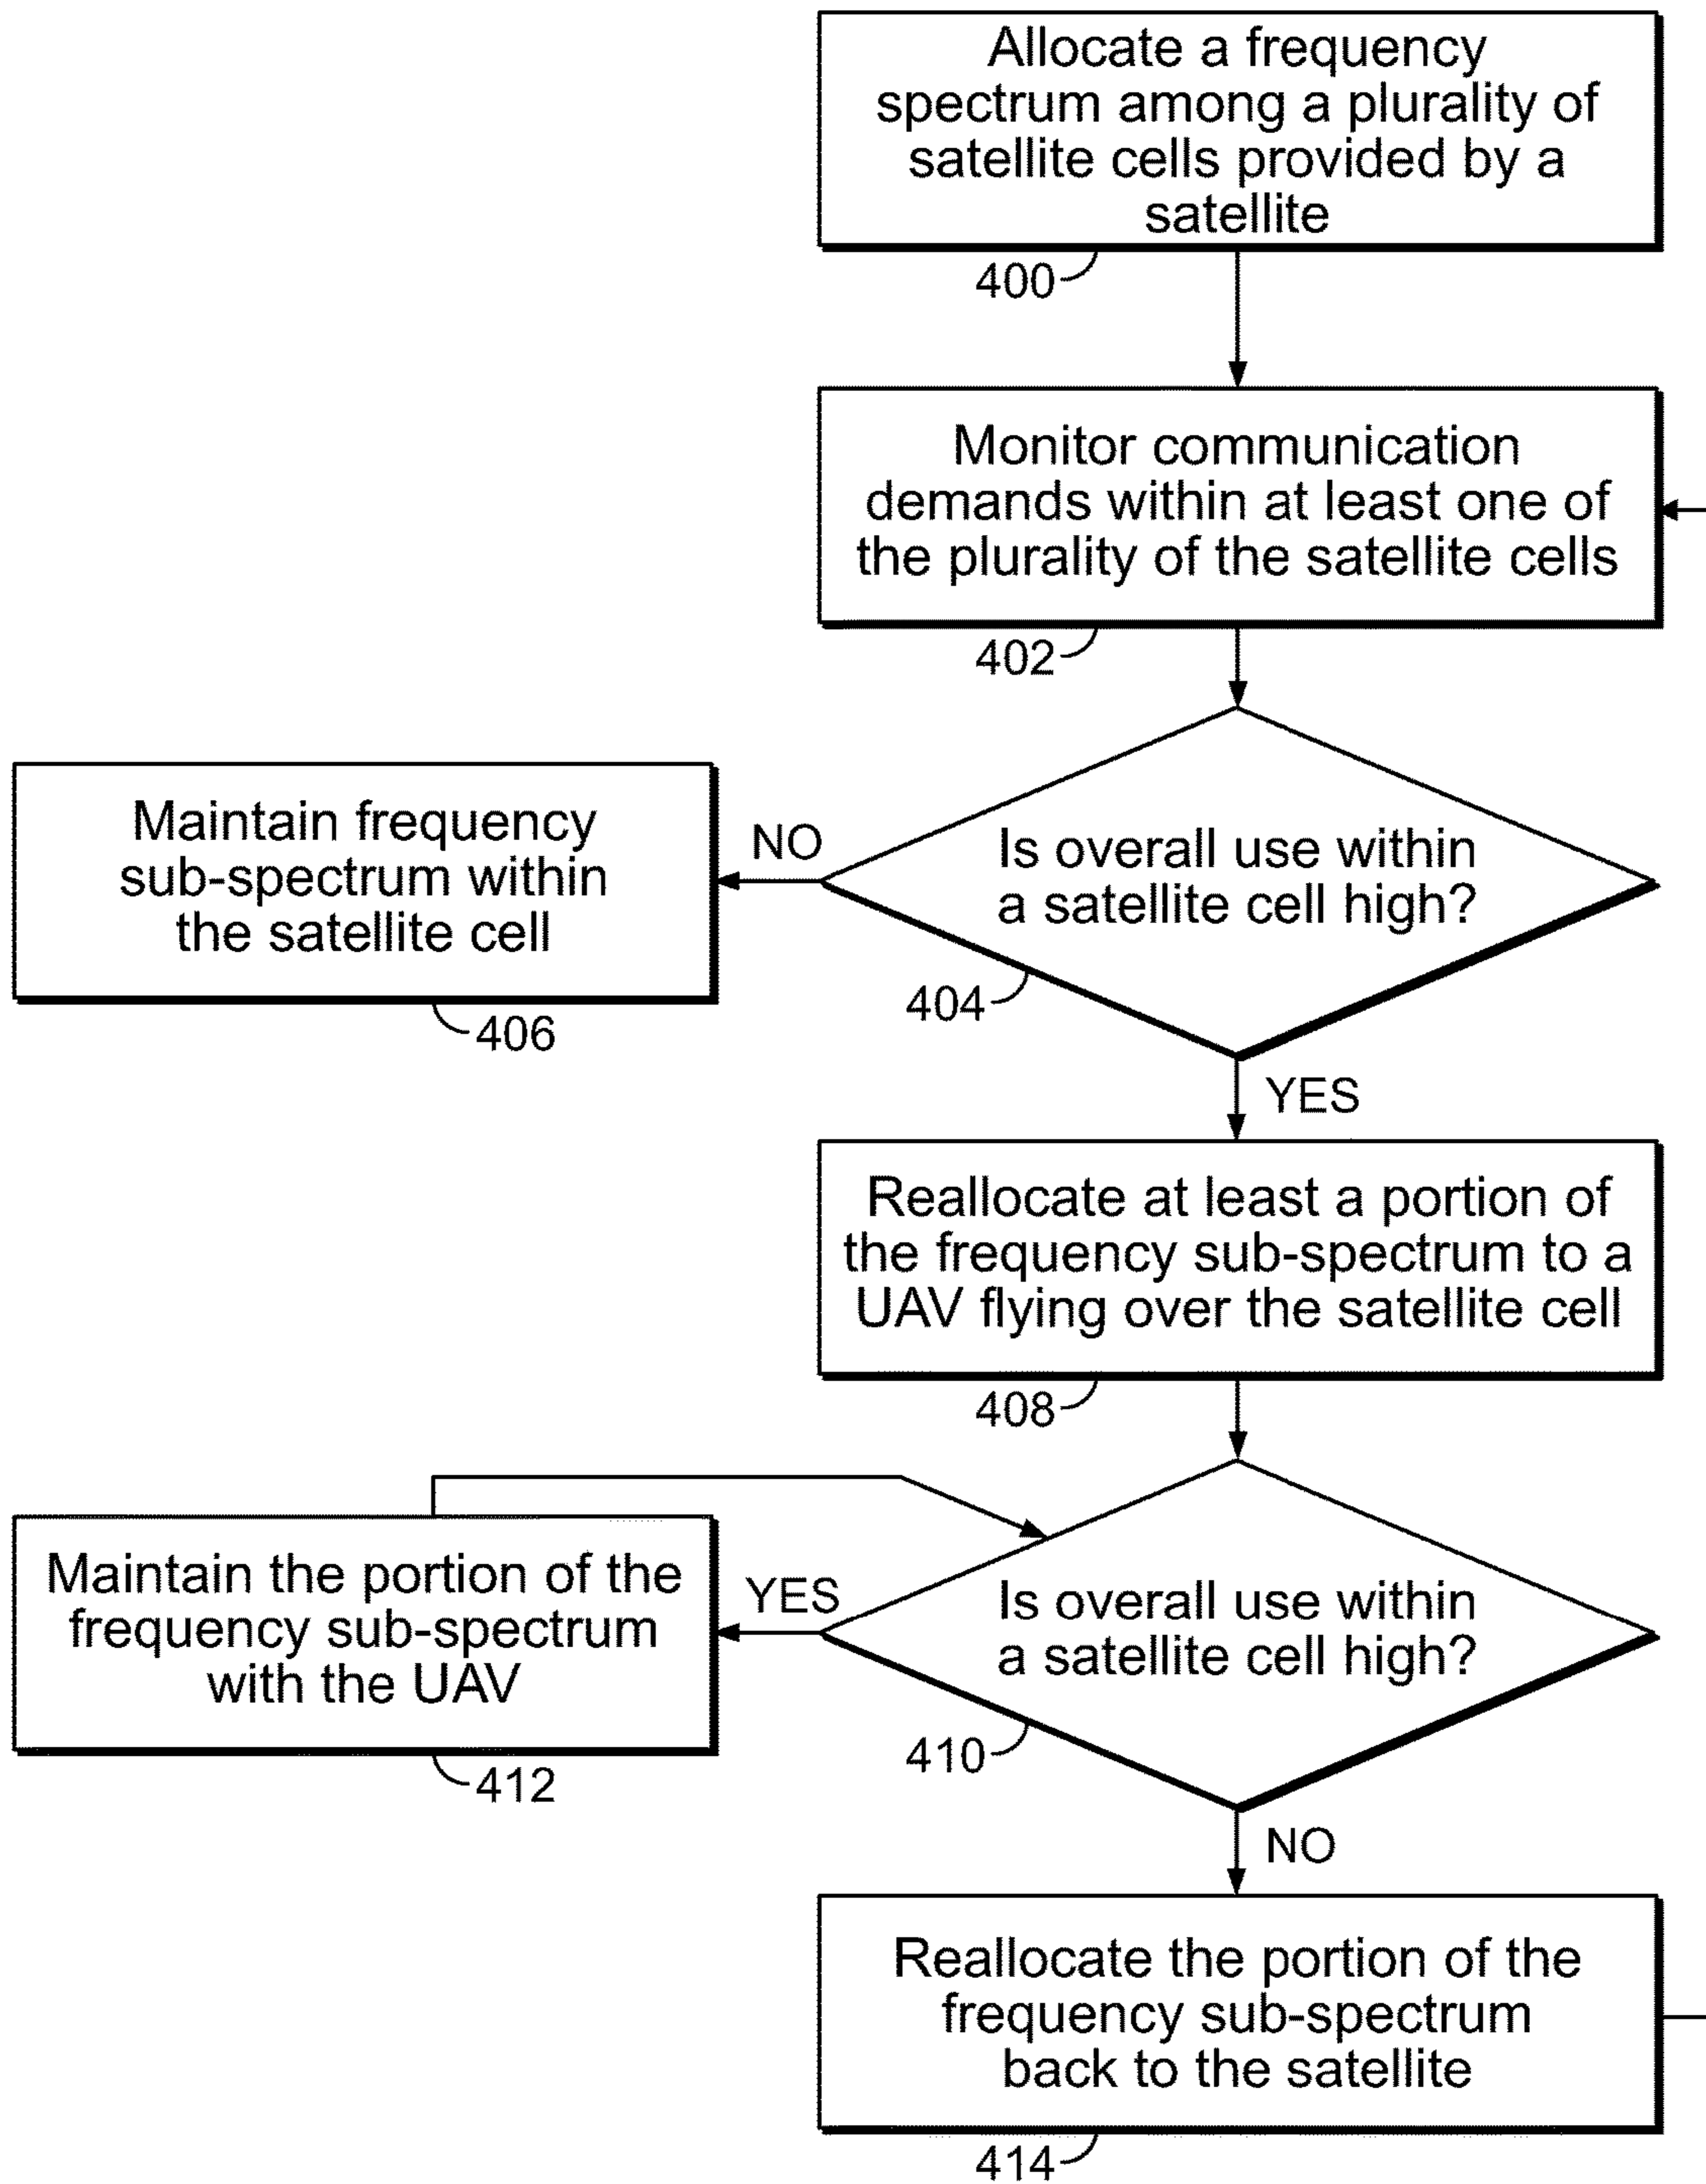 Allocate a frequency
spectrum among a plurality of
satellite cells provided by a
satellite
400
Monitor communication
demands within at least one of
the plurality of the satellite cells
402
Is overall use within
a satellite cell high?
404
NO
Maintain frequency
sub-spectrum within
the satellite cell
406
YES
Reallocate at least a portion of
the frequency sub-spectrum to a
UAV flying over the satellite cell
408
Is overall use within
a satellite cell high?
410
YES
Maintain the portion of the
frequency sub-spectrum
with the UAV
412
NO
Reallocate the portion of the
frequency sub-spectrum
back to the satellite
414